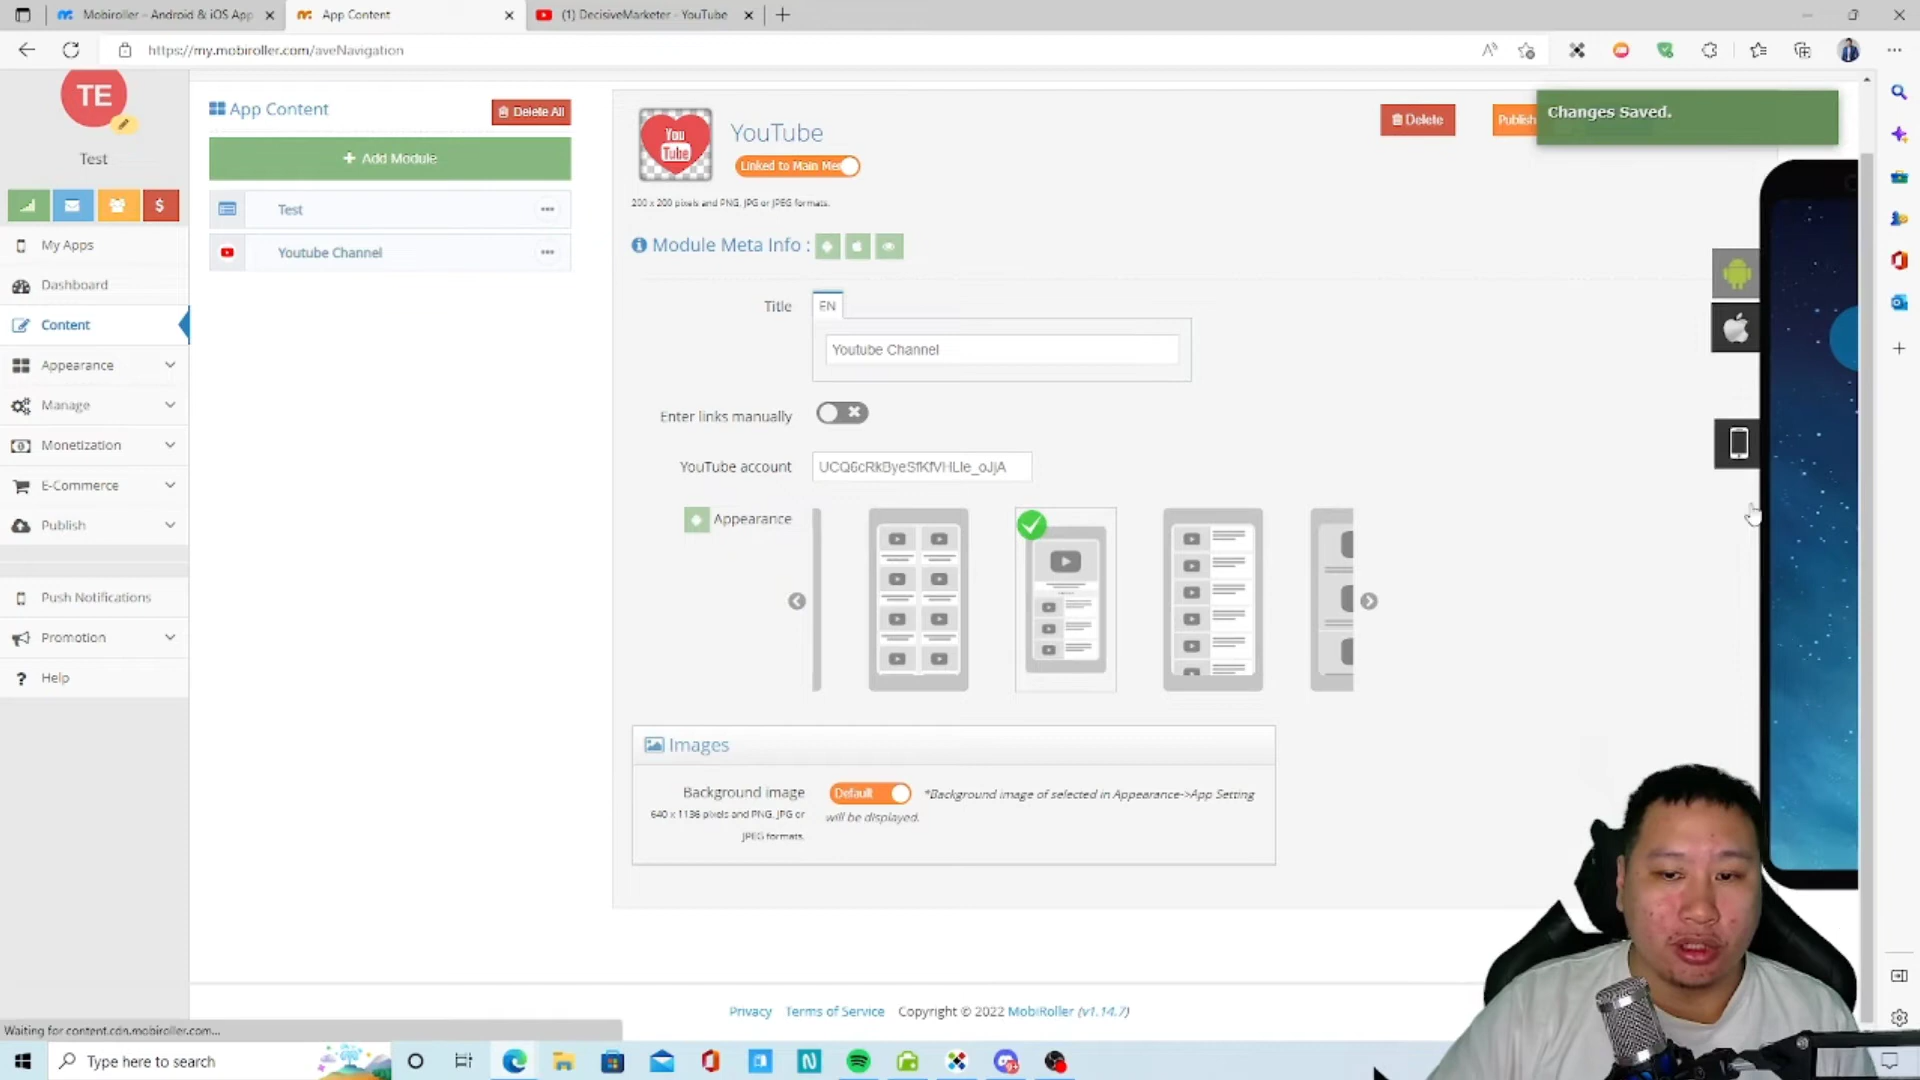 Mobiroller - Android & iOS App
App Content
(1) DecisiveMarketer - YouTube
https://my.mobiroller.com/aveNavigation
TE
Test
My Apps
Dashboard
Content
Appearance
Manage
Monetization
E-Commerce
Publish
Push Notifications
Promotion
? Help
App Content
Delete All
+ Add Module
Test
Youtube Channel
You
Tube
YouTube
Linked to Main Men
200 x 200 pixels and PNG, JPG or JPEG formats.
Delete
Publish
Changes Saved.
Module Meta Info :
Title
EN
Youtube Channel
Enter links manually
YouTube account
Appearance
Images
Background image
640 x 1136 pixels and PNG, JPG or
JPEG formats.
Default
*Background image of selected in Appearance->App Setting
will be displayed.
Privacy
Terms of Service
Copyright © 2022 MobiRoller (v1.14.7)
Waiting for content.cdn.mobiroller.com...
Type here to search